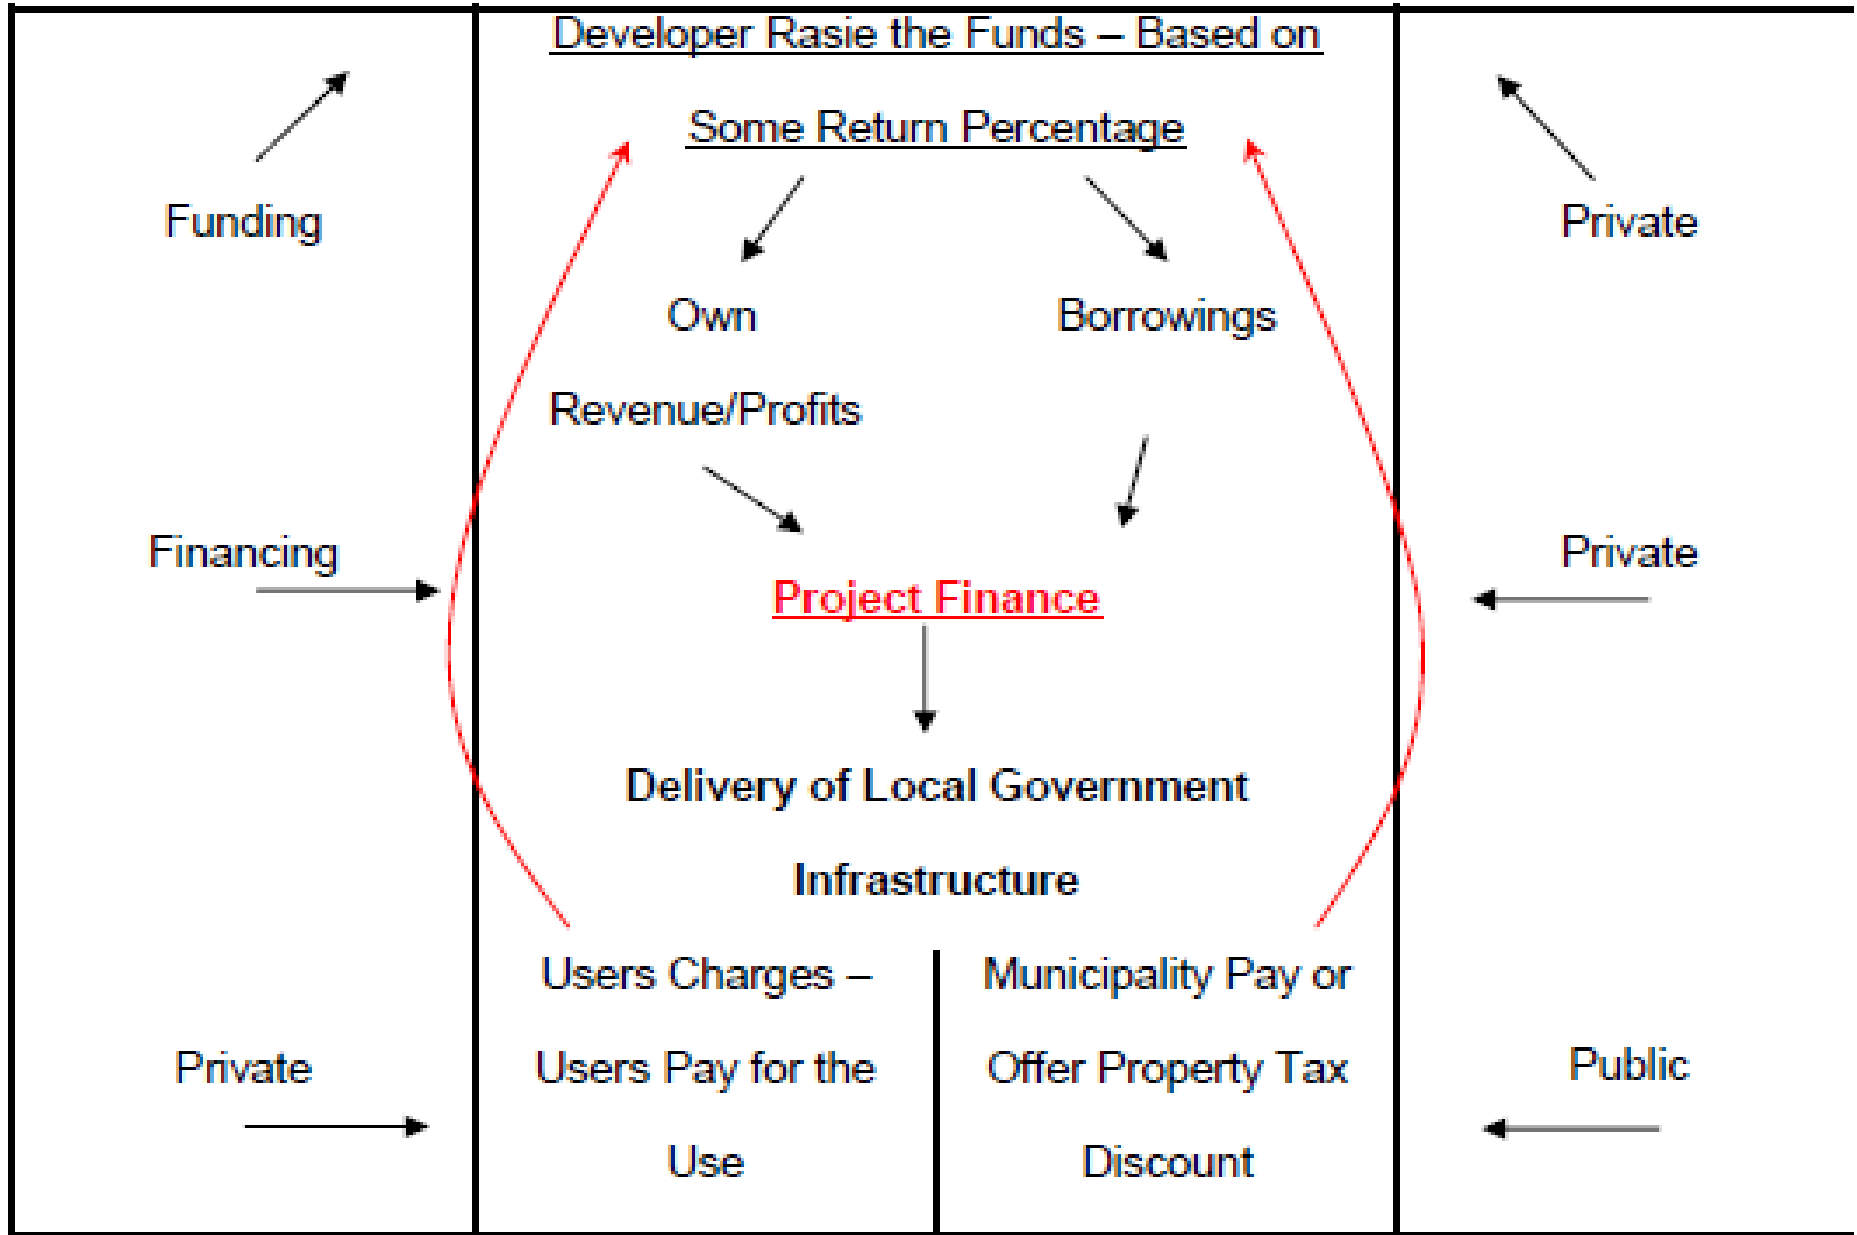 Developer Rasie the Funds – Based on
Some Return Percentage
Funding
Private
Own
Borrowings
Revenue/Profits
Financing
Private
Project Finance
Delivery of Local Government
Infrastructure
Users Charges –
Municipality Pay or
Private
Users Pay for the
Offer Property Tax
Public
Use
Discount